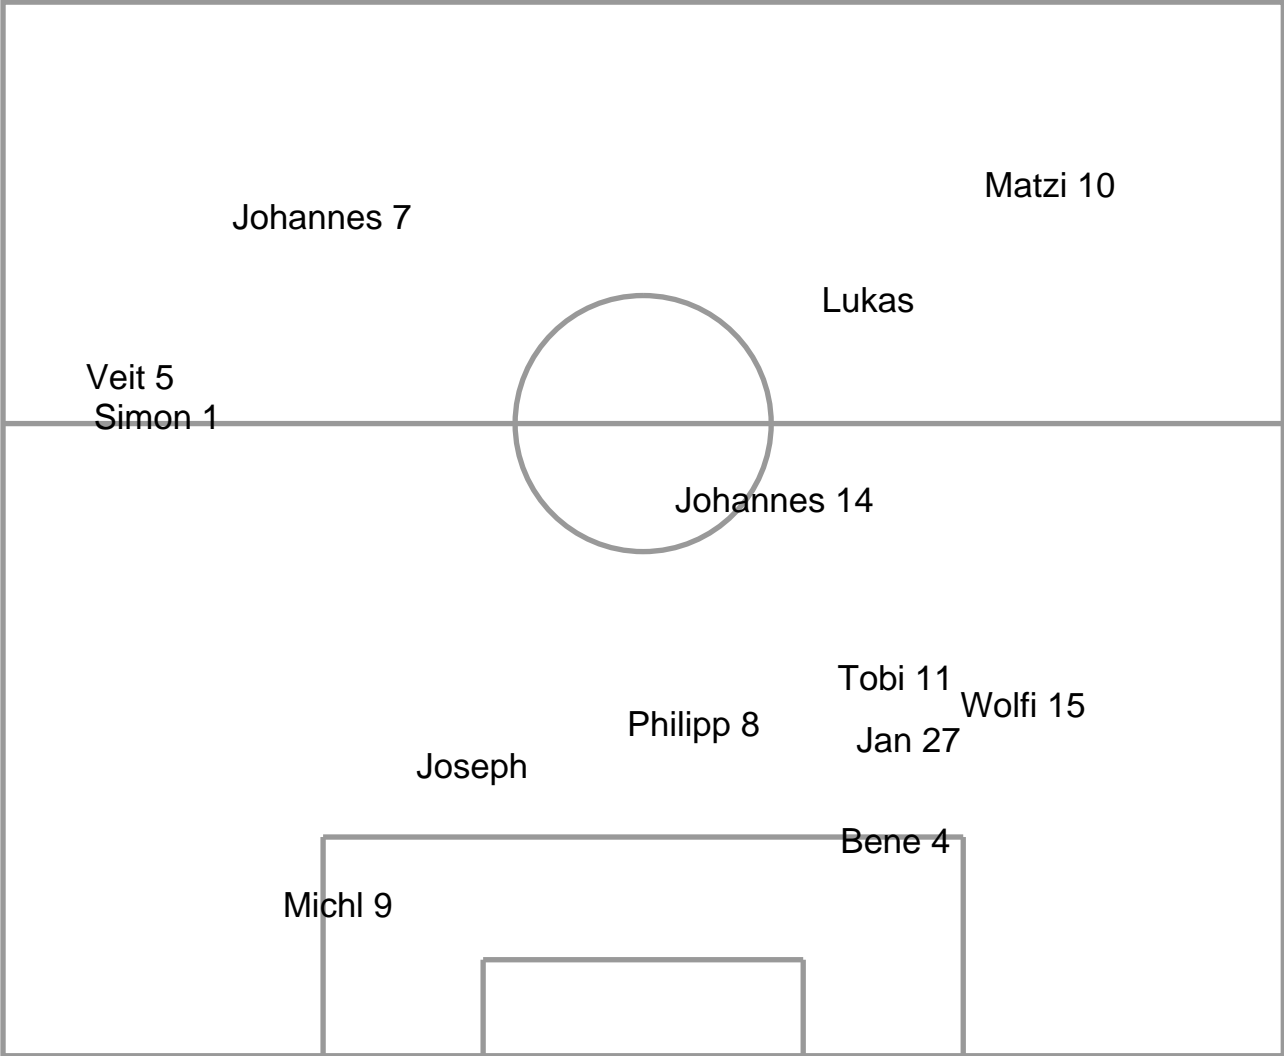 Matzi 10
Johannes 7
Lukas
Veit 5
Simon 1
Johannes 14
Tobi 11
Wolfi 15
Philipp 8
Jan 27
Joseph
Bene 4
Michl 9